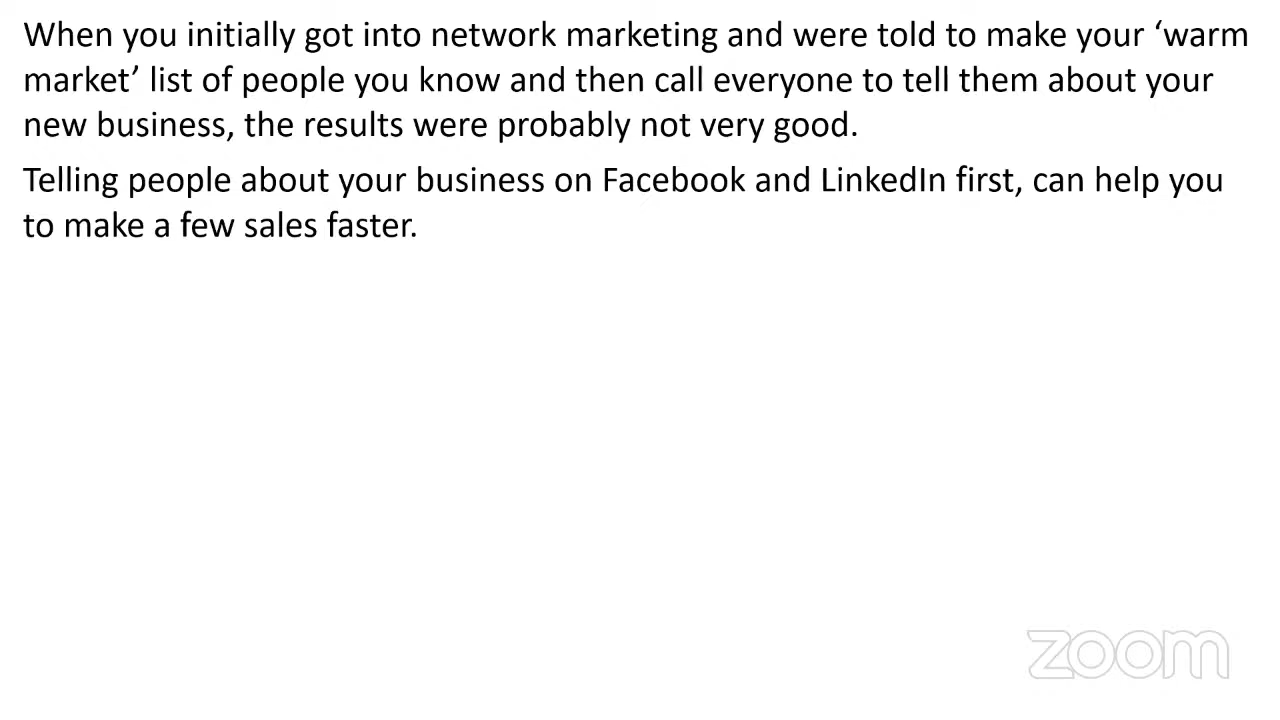 When you initially got into network marketing and were told to make your ‘warm
market’ list of people you know and then call everyone to tell them about your
new business, the results were probably not very good.
Telling people about your business on Facebook and LinkedIn first, can help you
to make a few sales faster.
zoom